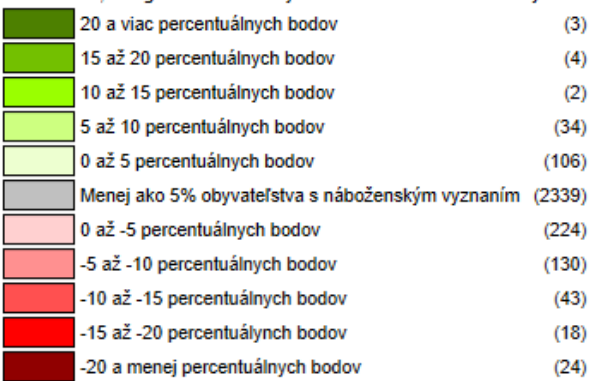 20 a viac percentuálnych bodov (3)
15 až 20 percentuálnych bodov (4)
10 až 15 percentuálnych bodov (2)
5 až 10 percentuálnych bodov (34)
0 až 5 percentuálnych bodov (106)
Menej ako 5% obyvateľstva s náboženským vyznaním (2339)
0 až -5 percentuálnych bodov (224)
-5 až -10 percentuálnych bodov (130)
-10 až -15 percentuálnych bodov (43)
-15 až -20 percentuálynch bodov (18)
-20 a menej percentuálnych bodov (24)